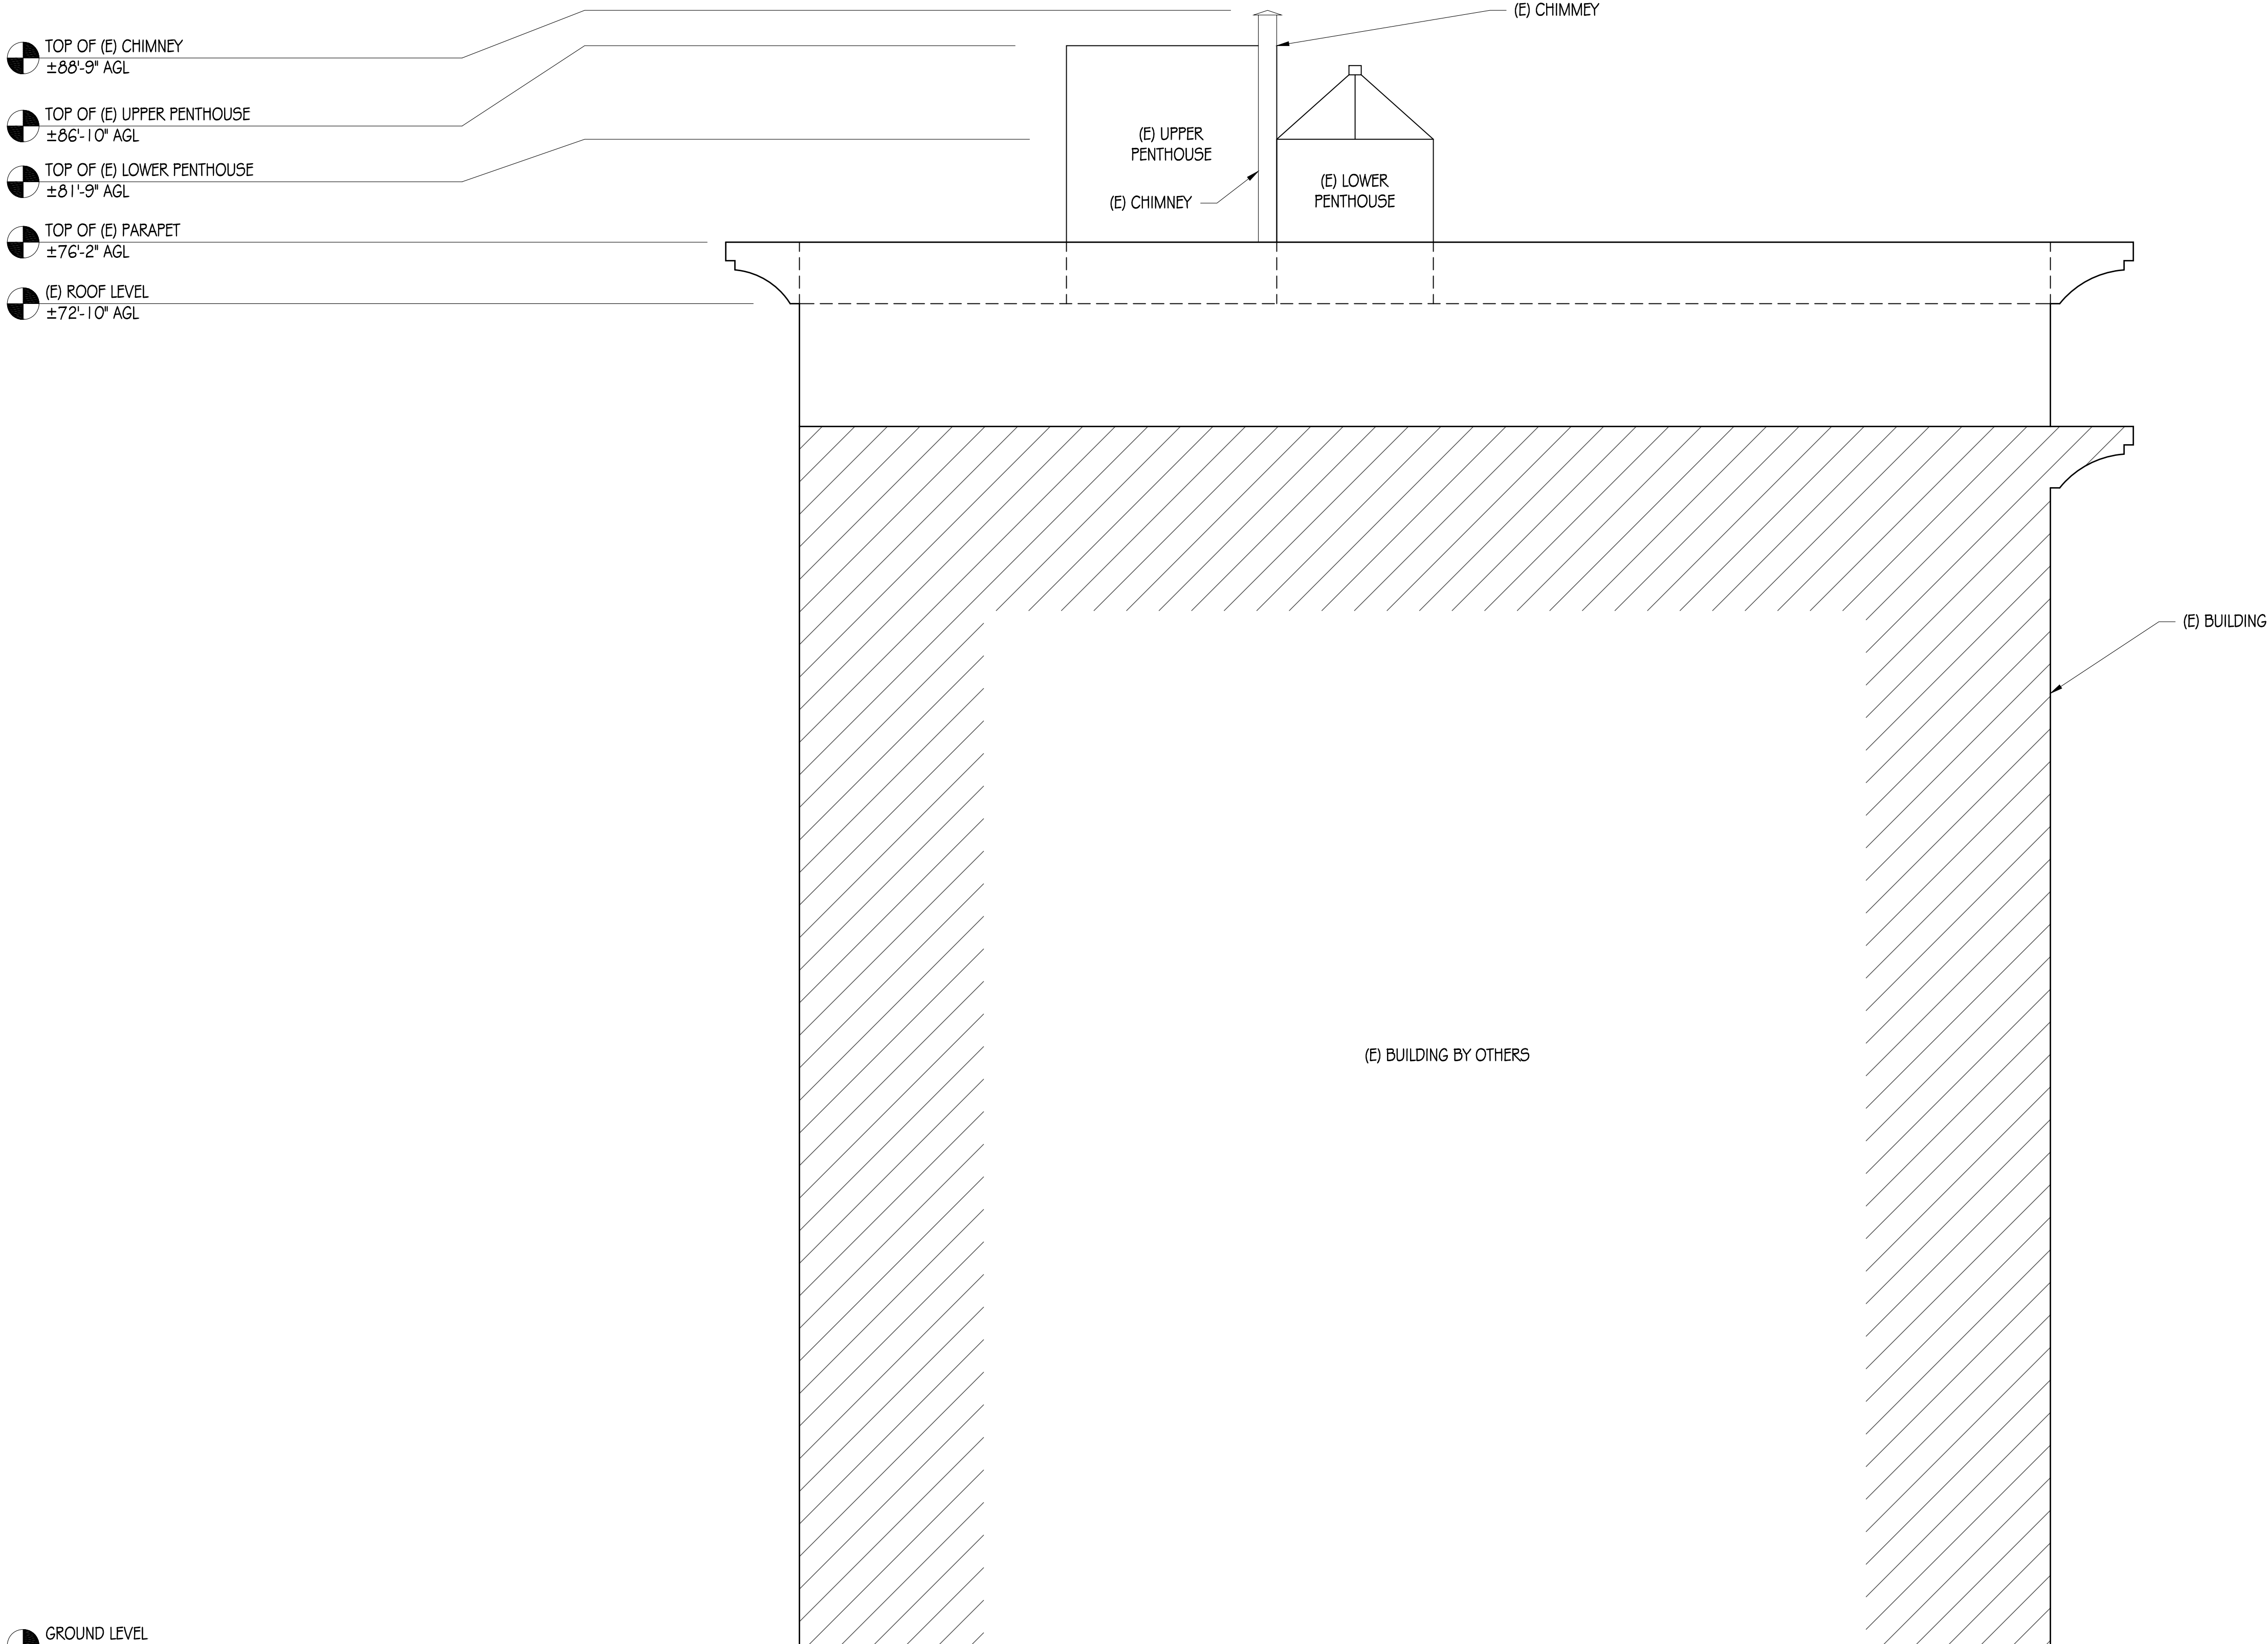 (E) CHIMMEY
TOP OF (E) CHIMNEY
±88'-9" AGL
TOP OF (E) UPPER PENTHOUSE
±86'-10" AGL
TOP OF (E) LOWER PENTHOUSE
±81'-9" AGL
TOP OF (E) PARAPET
±76'-2" AGL
(E) ROOF LEVEL
±72'-10" AGL
(E) UPPER
PENTHOUSE
(E) CHIMNEY
(E) LOWER
PENTHOUSE
(E) BUILDING
(E) BUILDING BY OTHERS
GROUND LEVEL